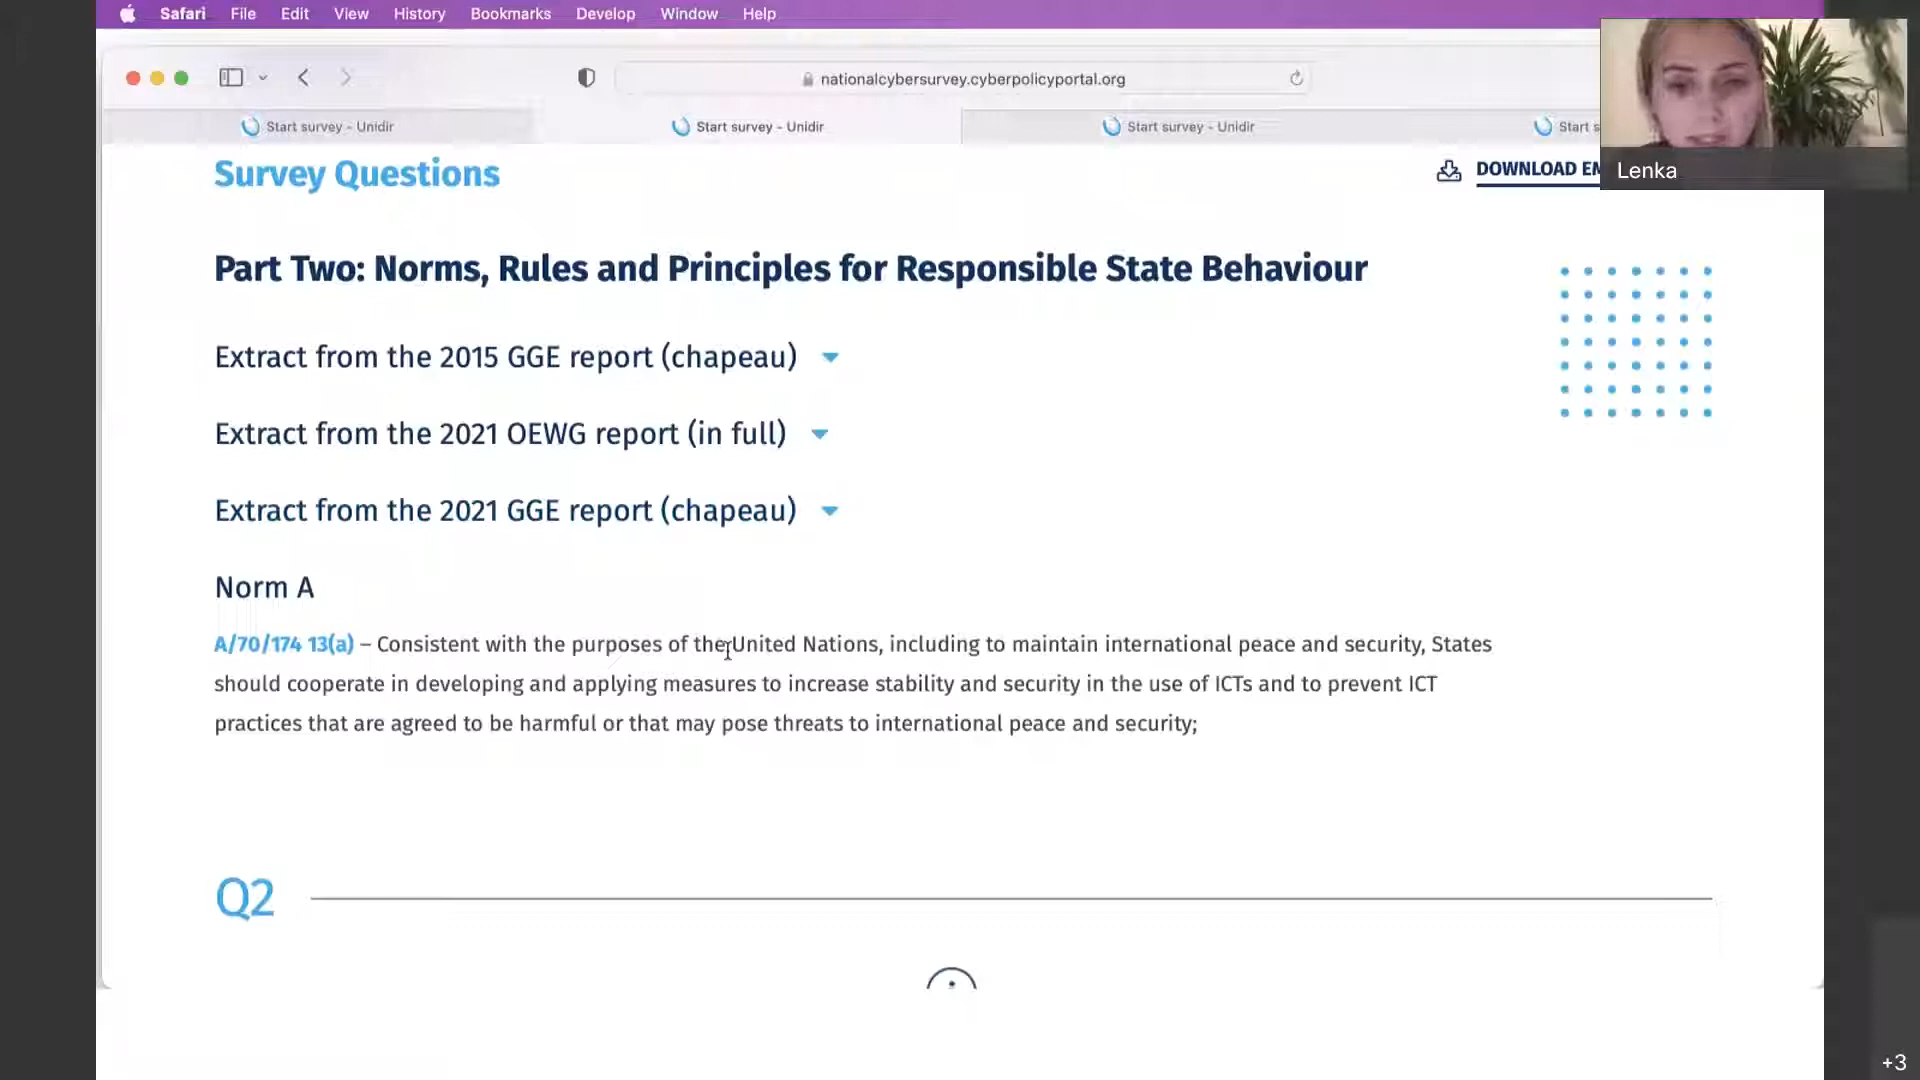 Safari File Edit View History Bookmarks Develop Window Help
nationalcybersurvey.cyberpolicyportal.org
Start survey - Unidir
Start survey - Unidir
Start survey - Unidir
Start s
Survey Questions
DOWNLOAD EM
Lenka
Part Two: Norms, Rules and Principles for Responsible State Behaviour
Extract from the 2015 GGE report (chapeau)
Extract from the 2021 OEWG report (in full)
Extract from the 2021 GGE report (chapeau)
Norm A
A/70/174 13(a) – Consistent with the purposes of the United Nations, including to maintain international peace and security, States
should cooperate in developing and applying measures to increase stability and security in the use of ICTs and to prevent ICT
practices that are agreed to be harmful or that may pose threats to international peace and security;
Q2
+3